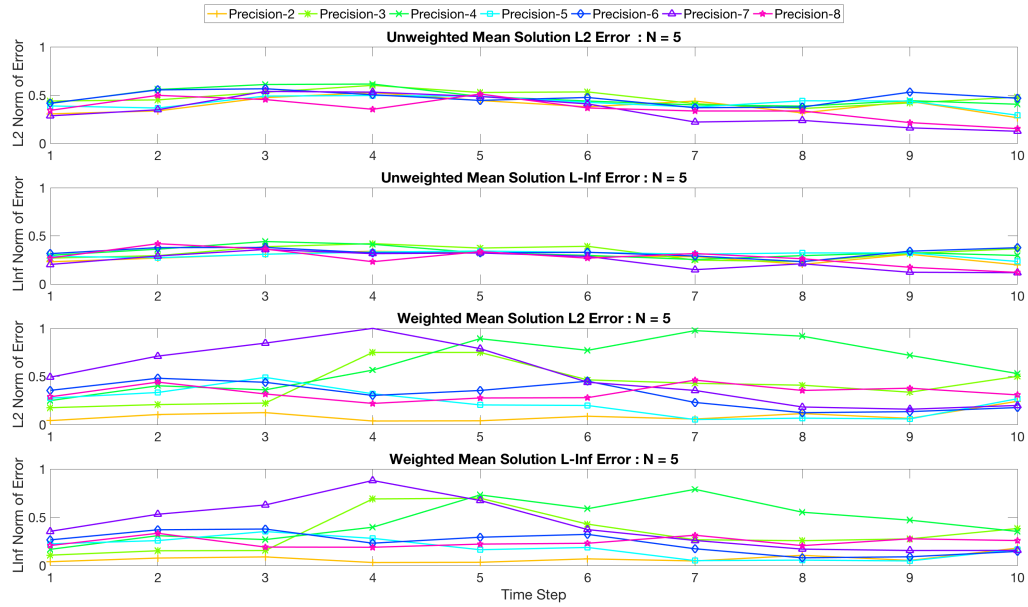 Precision-2 Precision-3 Precision-4 Precision-5 Precision-6 Precision-7 Precision-8
Unweighted Mean Solution L2 Error : N = 5
L2 Norm of Error
1
0.5
0
1 2 3 4 5 6 7 8 9 10
Unweighted Mean Solution L-Inf Error : N = 5
LInf Norm of Error
1
0.5
0
1 2 3 4 5 6 7 8 9 10
Weighted Mean Solution L2 Error : N = 5
L2 Norm of Error
1
0.5
0
1 2 3 4 5 6 7 8 9 10
Weighted Mean Solution L-Inf Error : N = 5
LInf Norm of Error
1
0.5
0
1 2 3 4 5 6 7 8 9 10
Time Step